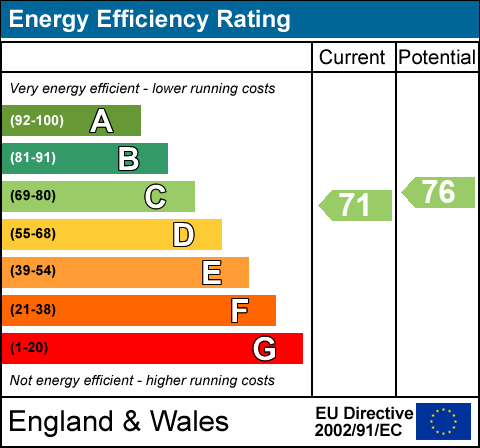 Energy Efficiency Rating
Current Potential
Very energy efficient - lower running costs
(92-100) A
(81-91) B
(69-80) C
(55-68) D
(39-54) E
(21-38) F
(1-20) G
71
76
Not energy efficient - higher running costs
England & Wales
EU Directive
2002/91/EC